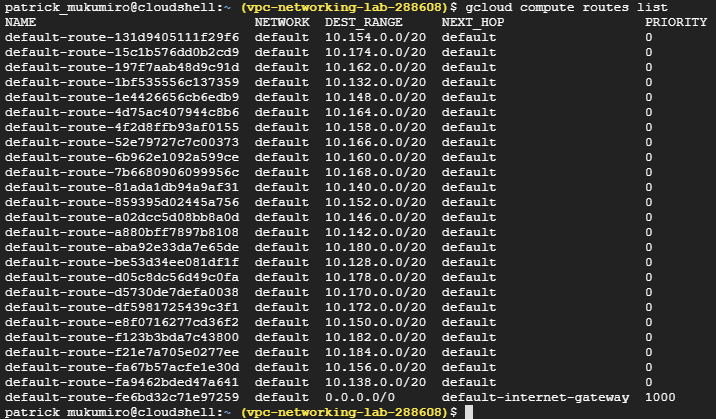 patrick_mukumiro@cloudshell:~ (vpc-networking-lab-288608)$ gcloud compute routes list
NAME NETWORK DEST_RANGE NEXT_HOP PRIORITY
default-route-131d9405111f29f6 default 10.154.0.0/20 default 0
default-route-15c1b576dd0b2cd9 default 10.174.0.0/20 default 0
default-route-197f7aab48d9c91d default 10.162.0.0/20 default 0
default-route-1bf535556c137359 default 10.132.0.0/20 default 0
default-route-1e4426656cb6edb9 default 10.148.0.0/20 default 0
default-route-4d75ac407944c8b6 default 10.164.0.0/20 default 0
default-route-4f2d8ffb93af0155 default 10.158.0.0/20 default 0
default-route-52e79727c7c00373 default 10.166.0.0/20 default 0
default-route-6b962e1092a599ce default 10.160.0.0/20 default 0
default-route-7b6680906099956c default 10.168.0.0/20 default 0
default-route-81ada1db94a9af31 default 10.140.0.0/20 default 0
default-route-859395d02445a756 default 10.152.0.0/20 default 0
default-route-a02dcc5d08bb8a0d default 10.146.0.0/20 default 0
default-route-a880bff7897b8108 default 10.142.0.0/20 default 0
default-route-aba92e33da7e65de default 10.180.0.0/20 default 0
default-route-be53d34ee081df1f default 10.128.0.0/20 default 0
default-route-d05c8dc56d49c0fa default 10.178.0.0/20 default 0
default-route-d5730de7defa0038 default 10.170.0.0/20 default 0
default-route-df5981725439c3f1 default 10.172.0.0/20 default 0
default-route-e8f0716277cd36f2 default 10.150.0.0/20 default 0
default-route-f123b3bda7c43800 default 10.182.0.0/20 default 0
default-route-f21e7a705e0277ee default 10.184.0.0/20 default 0
default-route-fa67b57acfe1e30d default 10.156.0.0/20 default 0
default-route-fa9462bded47a641 default 10.138.0.0/20 default 0
default-route-fe6bd32c71e97259 default 0.0.0.0/0 default-internet-gateway 1000
patrick_mukumiro@cloudshell:~ (vpc-networking-lab-288608)$